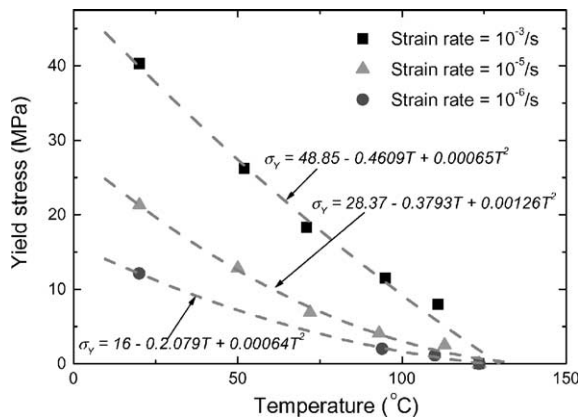 Strain rate = 10⁻³/s
Strain rate = 10⁻⁵/s
Strain rate = 10⁻⁶/s
σY = 48.85 - 0.4609T + 0.00065T²
σY = 28.37 - 0.3793T + 0.00126T²
σY = 16 - 0.2.079T + 0.00064T²
Yield stress (MPa)
40
30
20
10
0
0 50 100 150
Temperature (°C)